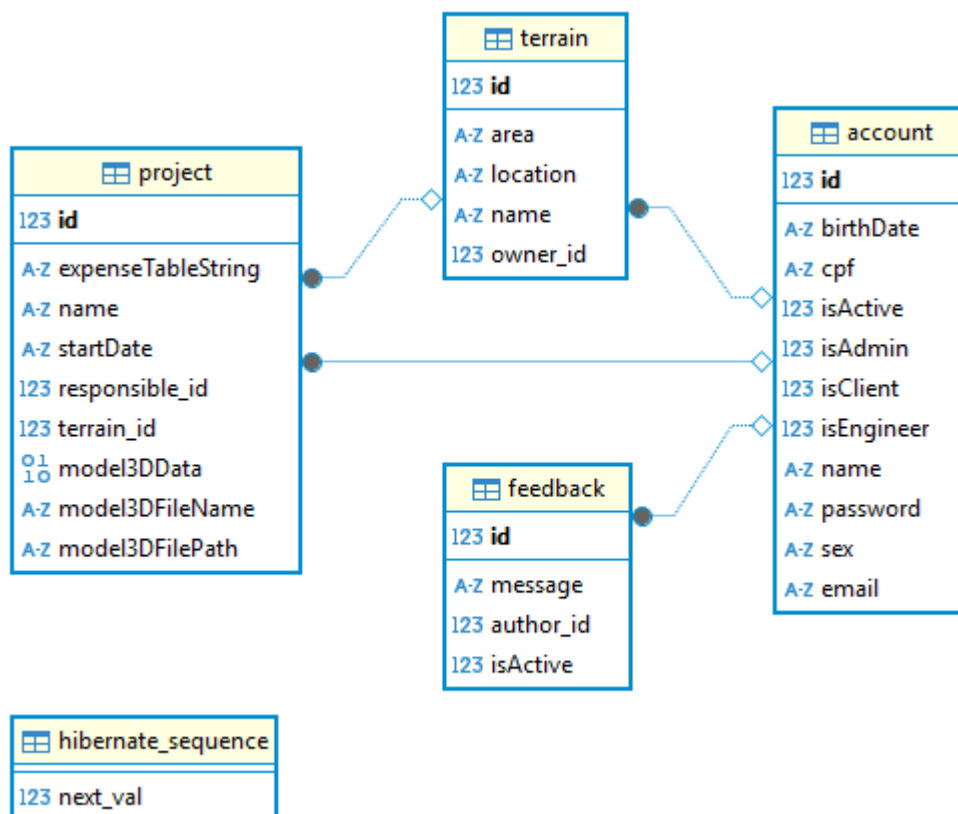 project
123 id
A-Z expenseTableString
A-Z name
A-Z startDate
123 responsible_id
123 terrain_id
01
10 model3DData
A-Z model3DFileName
A-Z model3DFilePath
terrain
123 id
A-Z area
A-Z location
A-Z name
123 owner_id
account
123 id
A-Z birthDate
A-Z cpf
123 isActive
123 isAdmin
123 isClient
123 isEngineer
A-Z name
A-Z password
A-Z sex
A-Z email
feedback
123 id
A-Z message
123 author_id
123 isActive
hibernate_sequence
123 next_val